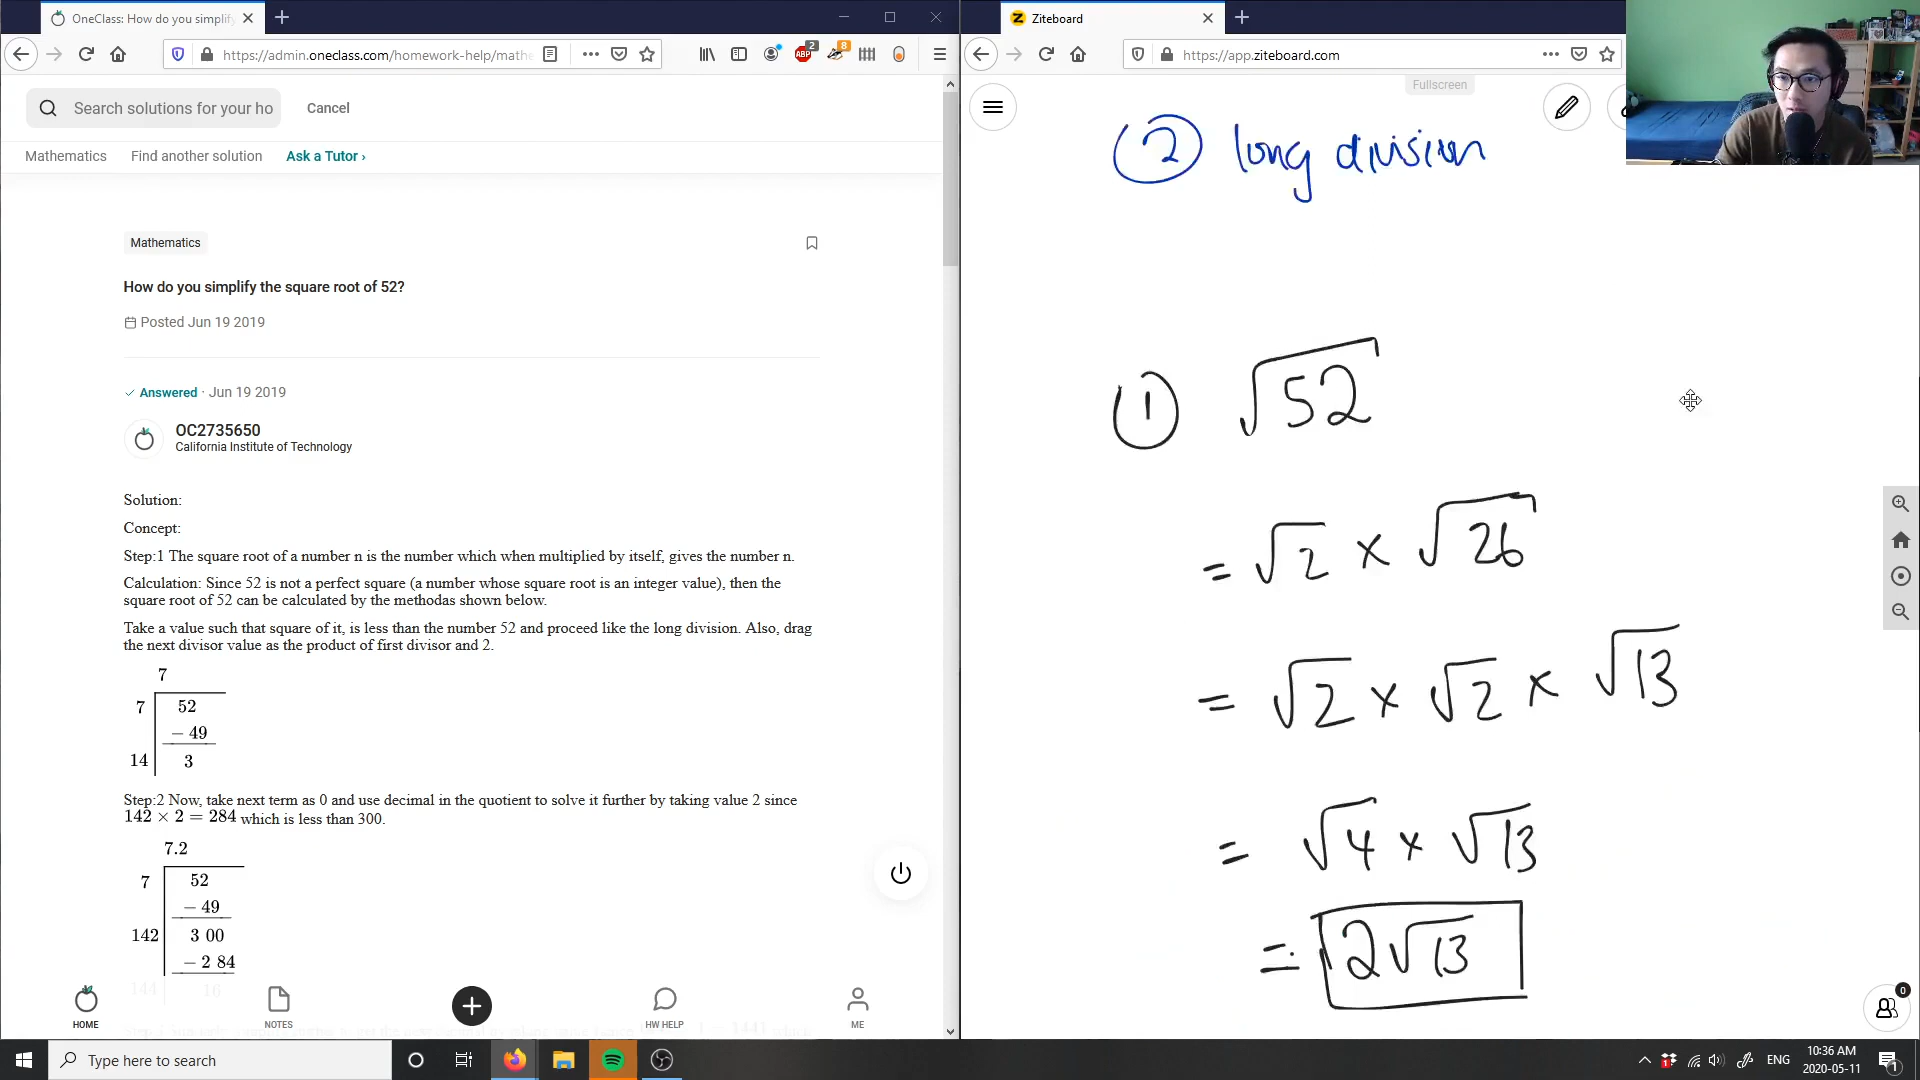 OneClass: How do you simplify
https://admin.oneclass.com/homework-help/mathe
2
8
Search solutions for your ho
Cancel
Mathematics
Find another solution
Ask a Tutor ›
Mathematics
How do you simplify the square root of 52?
Posted Jun 19 2019
Answered · Jun 19 2019
OC2735650
California Institute of Technology
Solution:
Concept:
Step:1 The square root of a number n is the number which when multiplied by itself, gives the number n.
Calculation: Since 52 is not a perfect square (a number whose square root is an integer value), then the
square root of 52 can be calculated by the methodas shown below.
Take a value such that square of it, is less than the number 52 and proceed like the long division. Also, drag
the next divisor value as the product of first divisor and 2.
7
7 52
− 49
14 3
Step:2 Now, take next term as 0 and use decimal in the quotient to solve it further by taking value 2 since
142 × 2 = 284 which is less than 300.
7.2
7 52
− 49
142 3 00
− 2 84
144 16
HOME
NOTES
HW HELP
ME
Ziteboard
https://app.ziteboard.com
Fullscreen
② long division
① √52
= √2 × √26
= √2 × √2 × √13
= √4 × √13
= 2√13
0
Type here to search
1
ENG
10:36 AM
2020-05-11
1